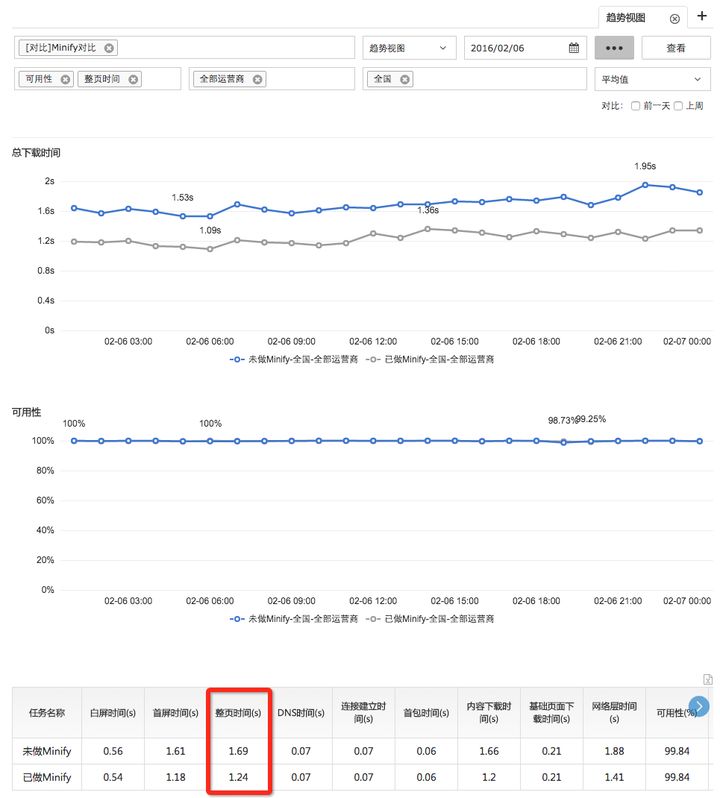 趋势视图
[对比]Minify对比
趋势视图
2016/02/06
查看
可用性 整页时间
全部运营商
全国
平均值
对比: 前一天 上周
总下载时间
2s
1.6s
1.2s
0.8s
0.4s
0s
1.53s
1.09s
1.36s
1.95s
02-06 03:00 02-06 06:00 02-06 09:00 02-06 12:00 02-06 15:00 02-06 18:00 02-06 21:00 02-07 00:00
未做Minify-全国-全部运营商 已做Minify-全国-全部运营商
可用性
100% 100% 98.73% 99.25%
100%
80%
60%
40%
20%
0%
02-06 03:00 02-06 06:00 02-06 09:00 02-06 12:00 02-06 15:00 02-06 18:00 02-06 21:00 02-07 00:00
未做Minify-全国-全部运营商 已做Minify-全国-全部运营商
任务名称 白屏时间(s) 首屏时间(s) 整页时间(s) DNS时间(s) 连接建立时间(s) 首包时间(s) 内容下载时间(s) 基础页面下载时间(s) 网络层时间(s) 可用性(%)
未做Minify 0.56 1.61 1.69 0.07 0.07 0.06 1.66 0.21 1.88 99.84
已做Minify 0.54 1.18 1.24 0.07 0.07 0.06 1.2 0.21 1.41 99.84